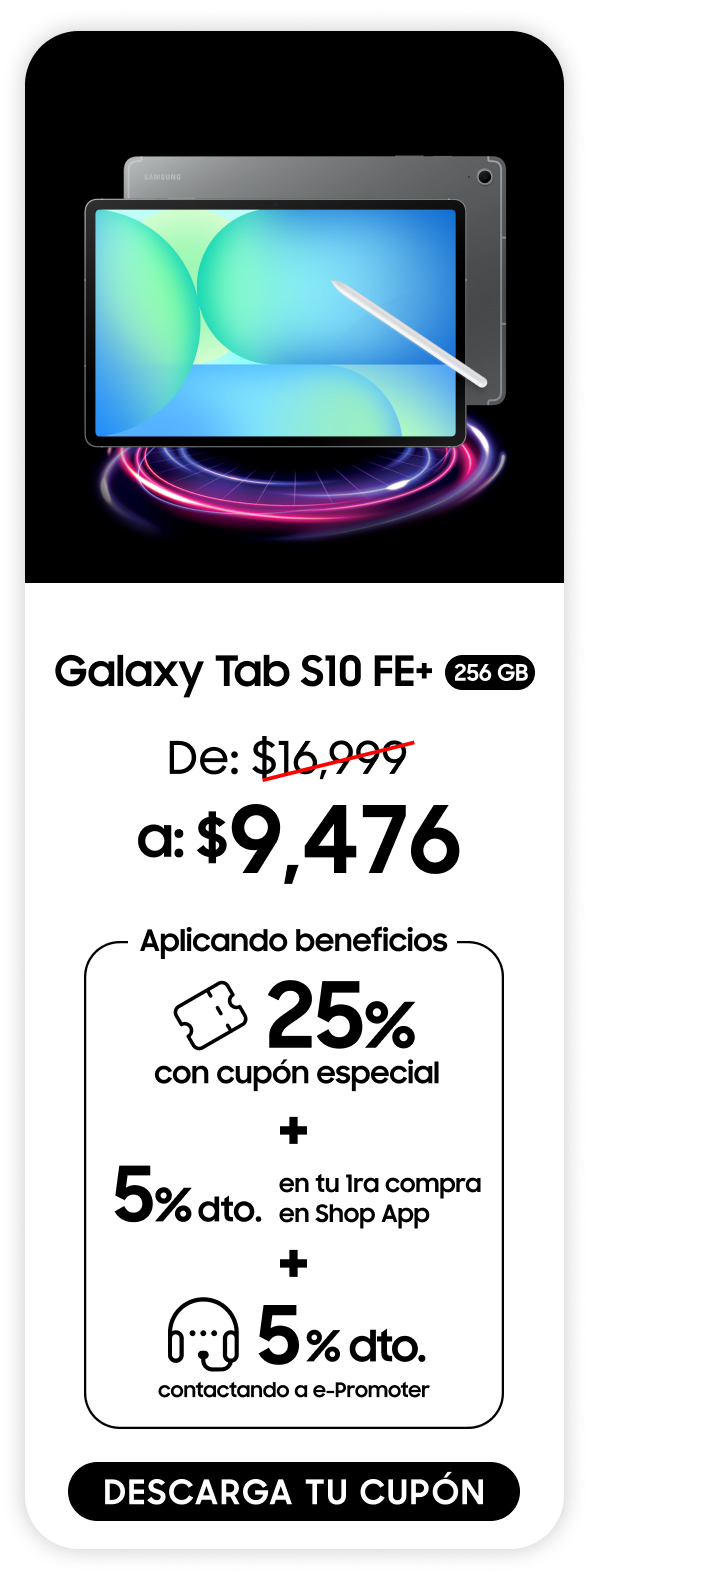 SAMSUNG
Galaxy Tab S10 FE+ 256 GB
De: $16,999
a: $9,476
Aplicando beneficios
25%
con cupón especial
+
5% dto. en tu 1ra compra
en Shop App
+
5% dto.
contactando a e-Promoter
DESCARGA TU CUPÓN